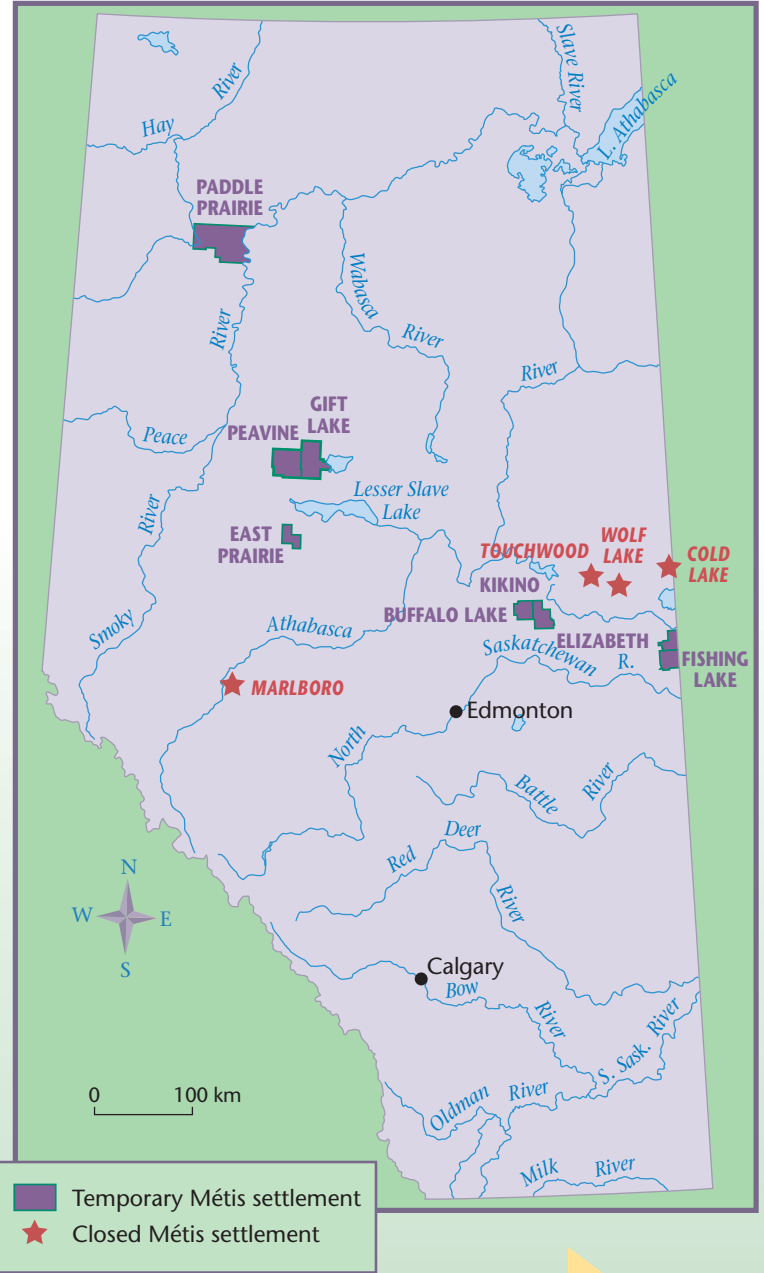 Slave River
L. Athabasca
River
Hay
PADDLE
PRAIRIE
Wabasca
River
River
River
GIFT
LAKE
PEAVINE
Peace
River
Lesser Slave
Lake
EAST
PRAIRIE
TOUCHWOOD
WOLF
LAKE
COLD
LAKE
KIKINO
BUFFALO LAKE
ELIZABETH
FISHING
LAKE
Smoky
Athabasca
Saskatchewan R.
MARLBORO
Edmonton
North
Battle
River
Red
Deer
River
N
W
E
S
Calgary
Bow
River
S. Sask. River
Oldman
River
Milk River
0 100 km
Temporary Métis settlement
Closed Métis settlement